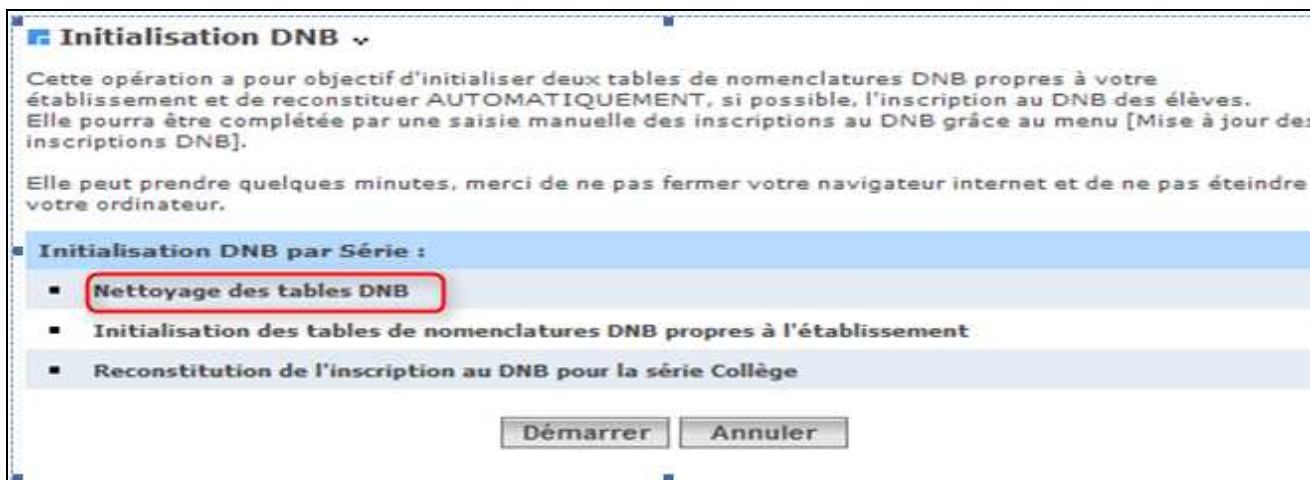 Initialisation DNB
Cette opération a pour objectif d'initialiser deux tables de nomenclatures DNB propres à votre
établissement et de reconstituer AUTOMATIQUEMENT, si possible, l'inscription au DNB des élèves.
Elle pourra être complétée par une saisie manuelle des inscriptions au DNB grâce au menu [Mise à jour des
inscriptions DNB].
Elle peut prendre quelques minutes, merci de ne pas fermer votre navigateur internet et de ne pas éteindre
votre ordinateur.
Initialisation DNB par Série :
▪ Nettoyage des tables DNB
▪ Initialisation des tables de nomenclatures DNB propres à l'établissement
▪ Reconstitution de l'inscription au DNB pour la série Collège
Démarrer Annuler